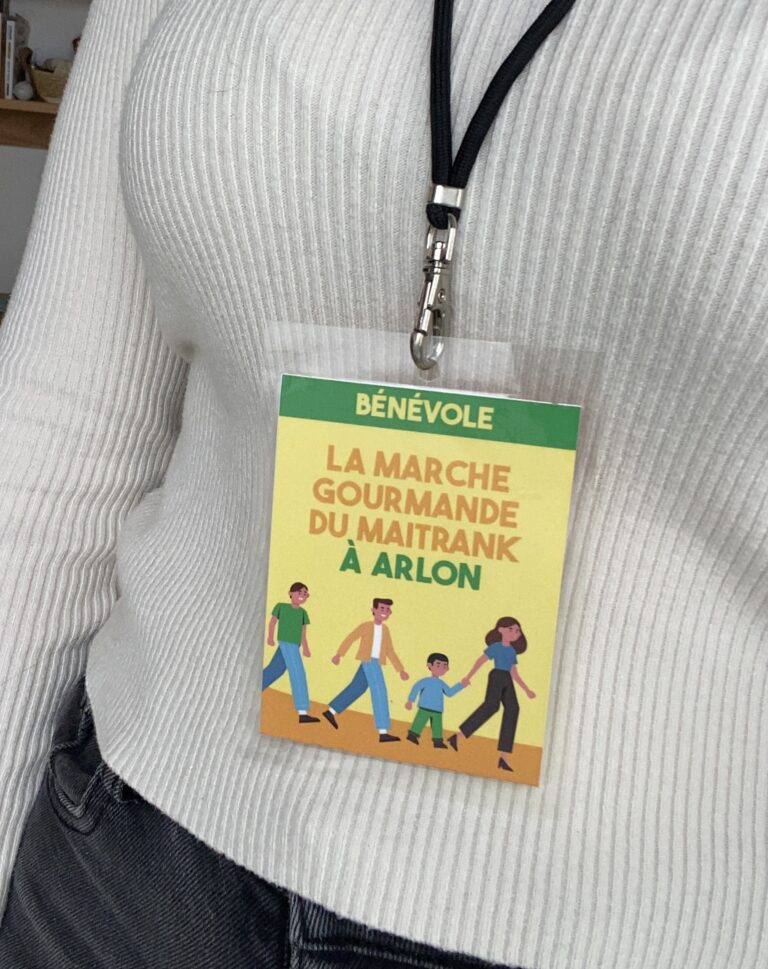 BÉNÉVOLE
LA MARCHE
GOURMANDE
DU MAITRANK
À ARLON